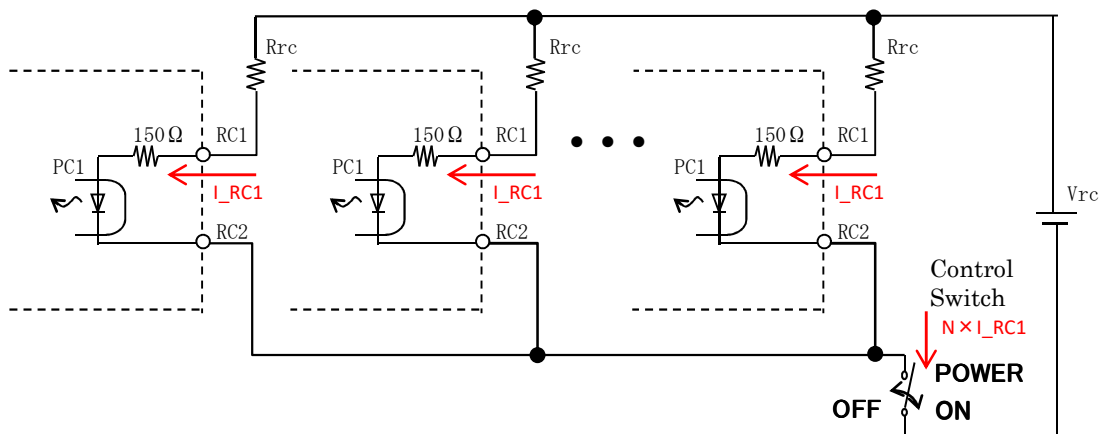 Rrc
Rrc
Rrc
150Ω
RC1
150Ω
RC1
150Ω
RC1
PC1
PC1
PC1
I_RC1
I_RC1
I_RC1
Vrc
RC2
RC2
RC2
Control
Switch
N×I_RC1
POWER
OFF
ON